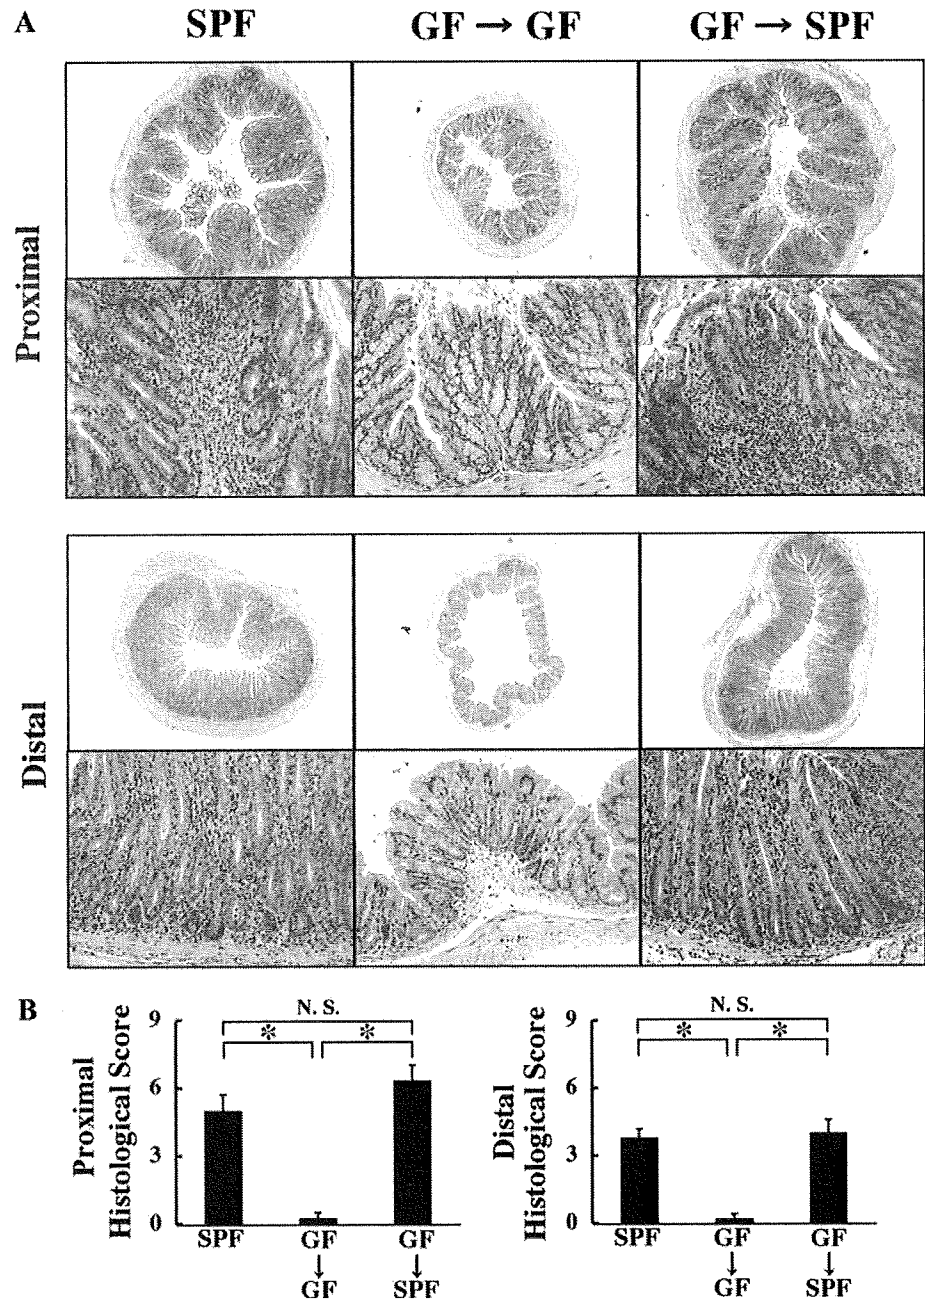 A
SPF
GF → GF
GF → SPF
Proximal
Distal
B
Proximal
Histological Score
9
6
3
0
N. S.
*
*
SPF
GF
↓
GF
GF
↓
SPF
Distal
Histological Score
9
6
3
0
N. S.
*
*
SPF
GF
↓
GF
GF
↓
SPF